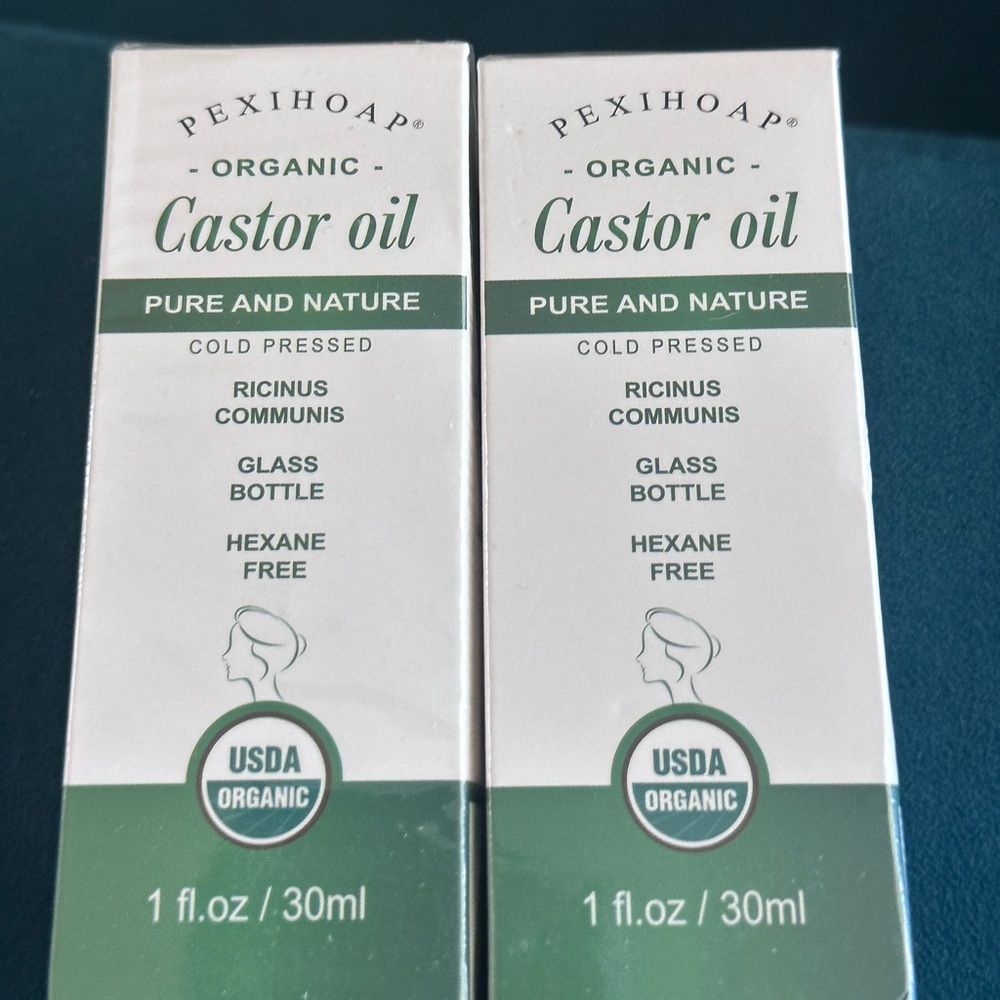 PEXIHOAP®
- ORGANIC -
Castor oil
PURE AND NATURE
COLD PRESSED
RICINUS
COMMUNIS
GLASS
BOTTLE
HEXANE
FREE
USDA
ORGANIC
1 fl.oz / 30ml
PEXIHOAP®
- ORGANIC -
Castor oil
PURE AND NATURE
COLD PRESSED
RICINUS
COMMUNIS
GLASS
BOTTLE
HEXANE
FREE
USDA
ORGANIC
1 fl.oz / 30ml